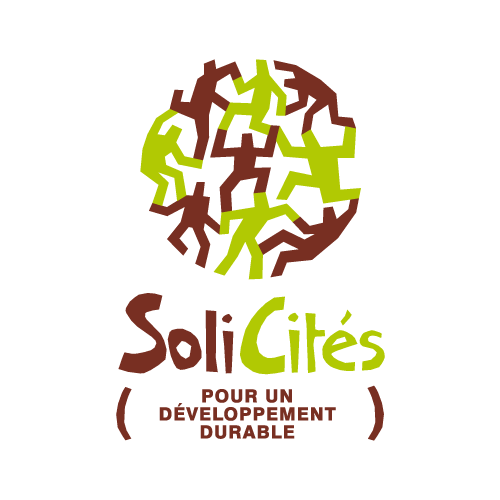 SoliCités
( POUR UN
DÉVELOPPEMENT
DURABLE )